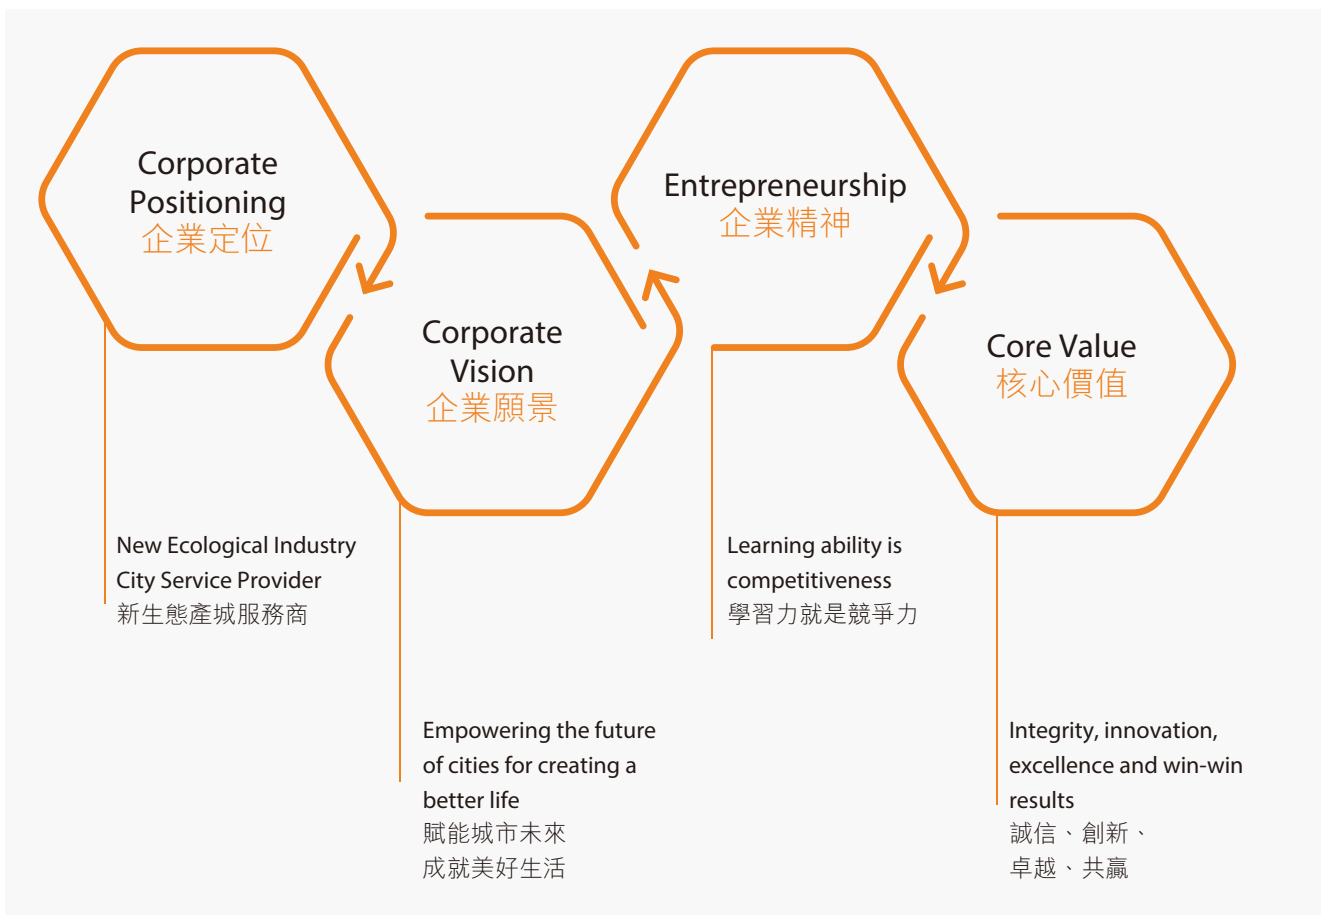 Corporate
Positioning
企業定位
Corporate
Vision
企業願景
Entrepreneurship
企業精神
Core Value
核心價值
New Ecological Industry
City Service Provider
新生態產城服務商
Empowering the future
of cities for creating a
better life
賦能城市未來
成就美好生活
Learning ability is
competitiveness
學習力就是競爭力
Integrity, innovation,
excellence and win-win
results
誠信、創新、
卓越、共贏